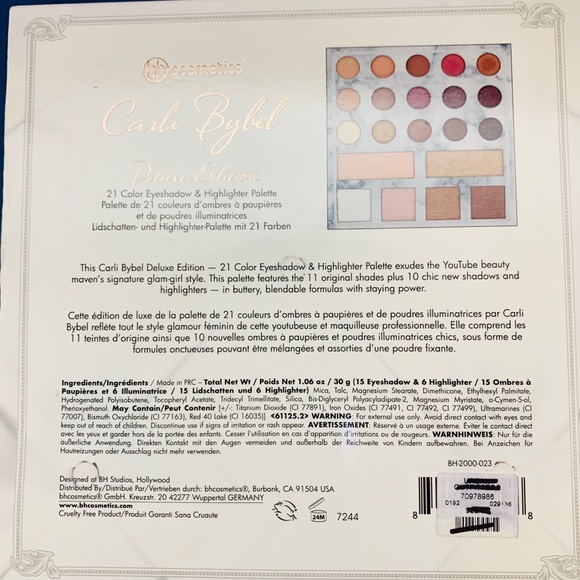 bh cosmetics®
Carli Bybel
Deluxe Edition
21 Color Eyeshadow & Highlighter Palette
Palette de 21 couleurs d'ombres à paupières
et de poudres illuminatrices
Lidschatten- und Highlighter-Palette mit 21 Farben
This Carli Bybel Deluxe Edition — 21 Color Eyeshadow & Highlighter Palette exudes the YouTube beauty
maven's signature glam-girl style. This palette features the 11 original shades plus 10 chic new shadows and
highlighters — in buttery, blendable formulas with staying power.
Cette édition de luxe de la palette de 21 couleurs d'ombres à paupières et de poudres illuminatrices par Carli
Bybel reflète tout le style glamour féminin de cette youtubeuse et maquilleuse professionnelle. Elle comprend les
11 teintes d'origine ainsi que 10 nouvelles ombres à paupières et de poudres illuminatrices chics, sous forme de
formules onctueuses pouvant être mélangées et assorties d'une poudre fixante.
Ingredients/Ingrédients / Made in PRC – Total Net Wt / Poids Net 1.06 oz / 30 g (15 Eyeshadow & 6 Highlighter / 15 Ombres à
Paupières et 6 Illuminatrice / 15 Lidschatten und 6 Highlighter) Mica, Talc, Magnesium Stearate, Dimethicone, Ethylhexyl Palmitate,
Hydrogenated Polyisobutene, Tridecyl Trimellitate, Silica, Bis-Diglyceryl Polyacyladipate-2, Magnesium Myristate, o-Cymen-5-ol,
Phenoxyethanol. May Contain/Peut Contenir [+/-: Titanium Dioxide (CI 77891), Iron Oxides (CI 77491, CI 77492, CI 77499), Ultramarines (CI
77007), Bismuth Oxychloride (CI 77163), Red 40 Lake (CI 16035)] <61125.2> WARNING: For external use only. Avoid direct contact with eyes and
keep out of reach of children. Discontinue use if signs of irritation or rash appear. AVERTISSEMENT: Réservé à un usage externe. Éviter le contact direct
avec les yeux et garder hors de la portée des enfants. Cesser l'utilisation en cas d'apparition d'irritations ou de rougeurs. WARNHINWEIS: Nur für die
äußerliche Anwendung. Direkten Kontakt mit den Augen vermeiden und außerhalb der Reichweite von Kindern aufbewahren. Bei Anzeichen für
Hautreizungen oder Ausschlag nicht mehr verwenden.
BH-2000-023
Designed at BH Studios, Hollywood
Distributed By/Distribué Par/Vertrieben durch: bhcosmetics®, Burbank, CA 91504 USA
bhcosmetics® GmbH. Kreuzstr. 20 42277 Wuppertal GERMANY
www.bhcosmetics.com
Cruelty Free Product/Produit Garanti Sans Cruaute
24M
7244
70978986
0192
8
8